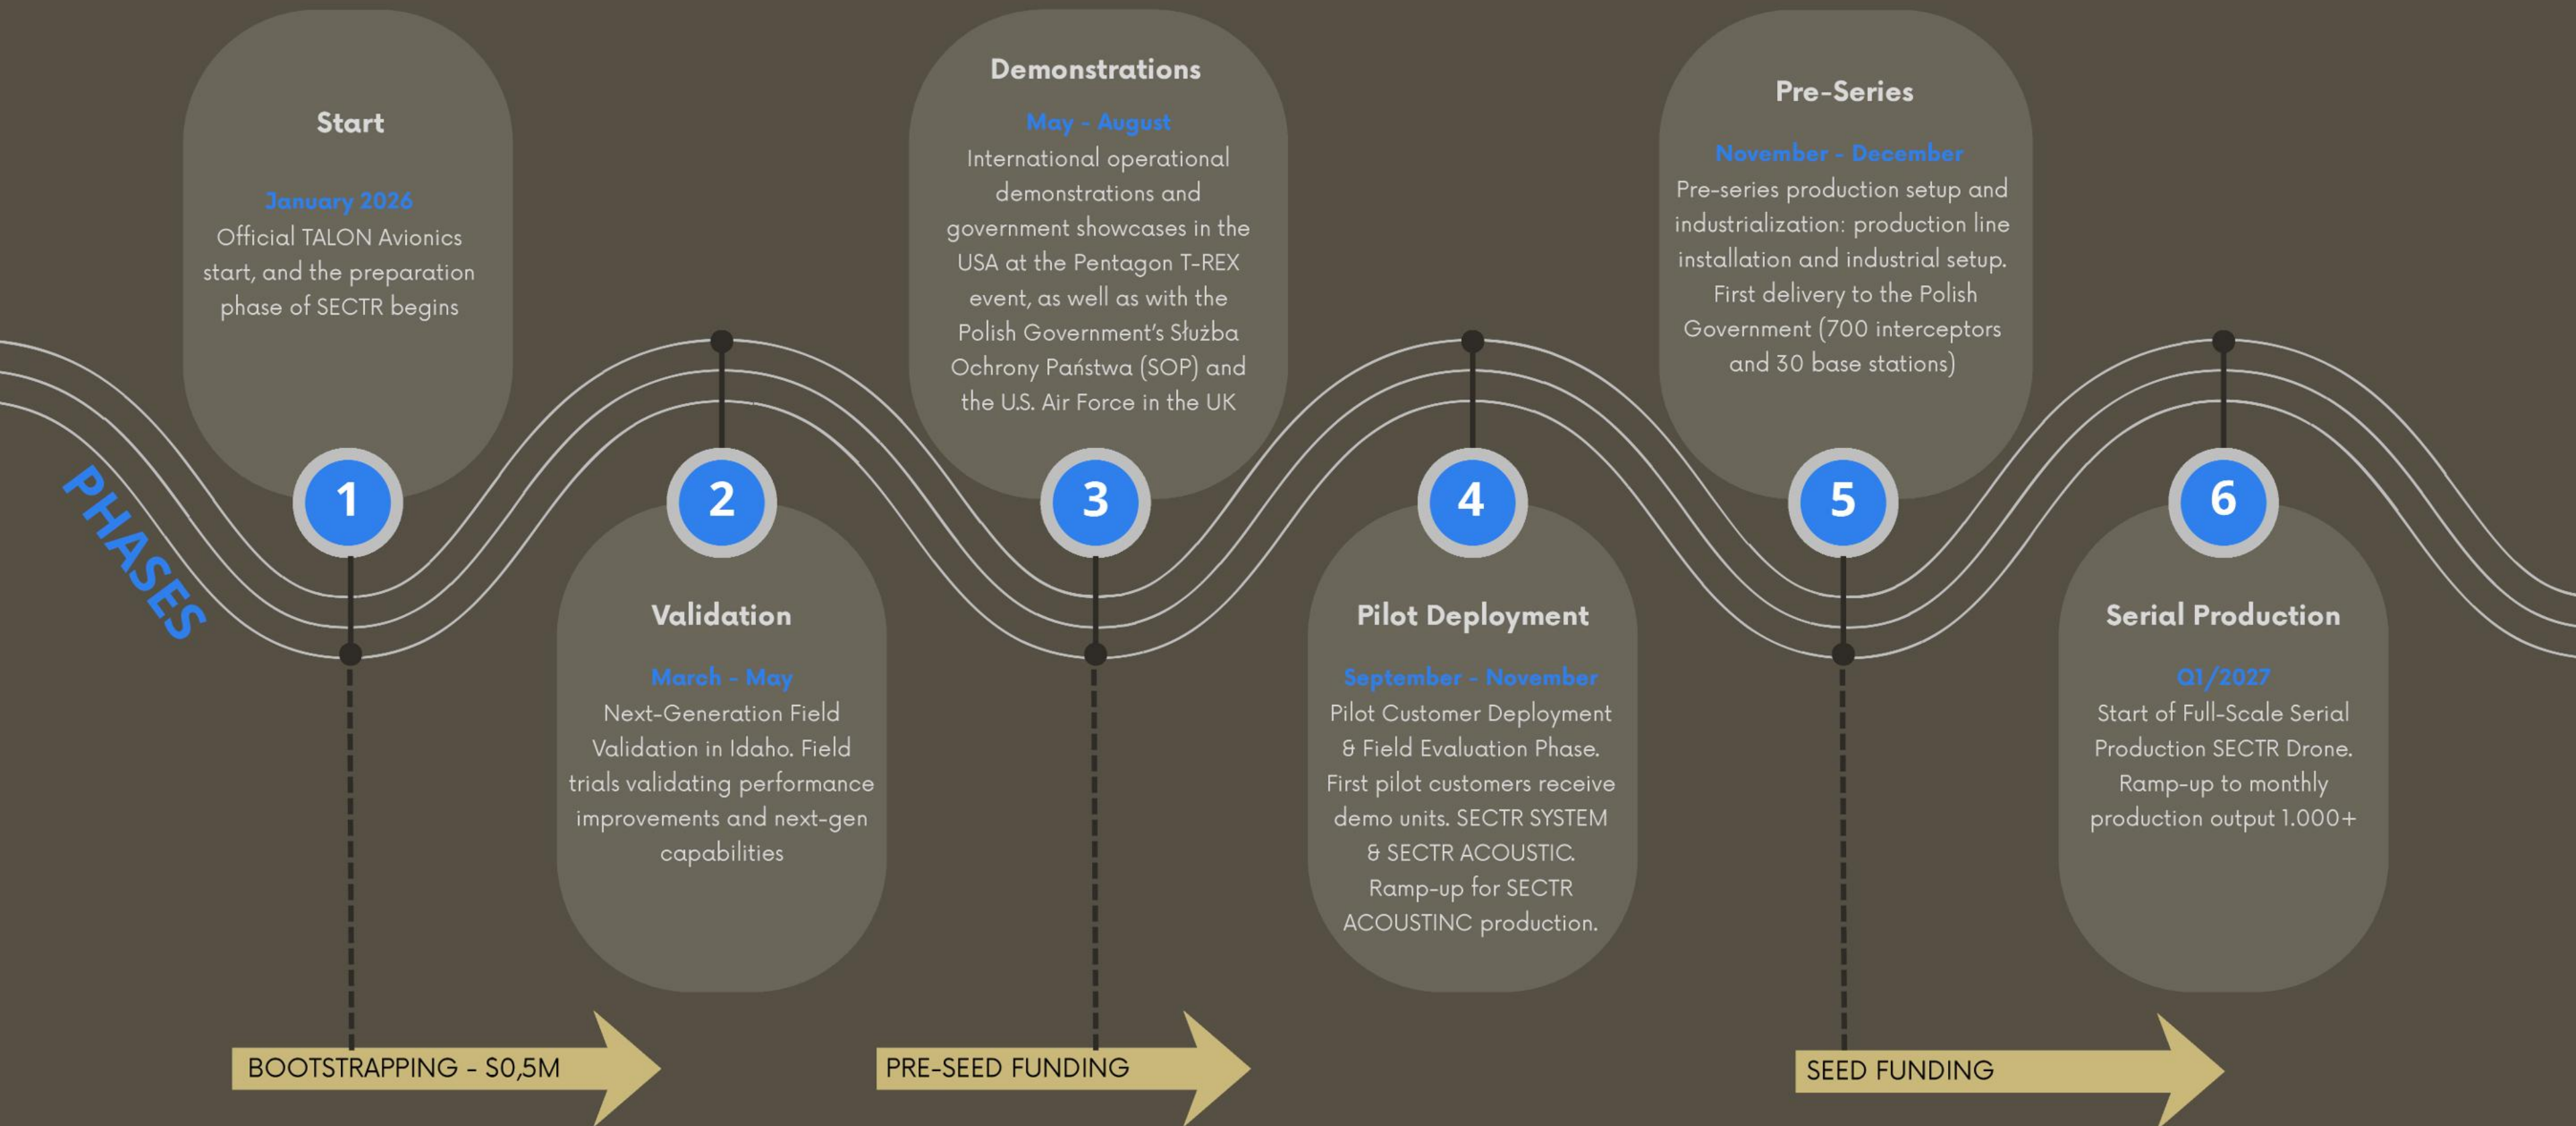 PHASES
1
Start
January 2026
Official TALON Avionics
start, and the preparation
phase of SECTR begins
2
Validation
March - May
Next-Generation Field
Validation in Idaho. Field
trials validating performance
improvements and next-gen
capabilities
3
Demonstrations
May - August
International operational
demonstrations and
government showcases in the
USA at the Pentagon T-REX
event, as well as with the
Polish Government's Służba
Ochrony Państwa (SOP) and
the U.S. Air Force in the UK
4
Pilot Deployment
September - November
Pilot Customer Deployment
& Field Evaluation Phase.
First pilot customers receive
demo units. SECTR SYSTEM
& SECTR ACOUSTIC.
Ramp-up for SECTR
ACOUSTINC production.
5
Pre-Series
November - December
Pre-series production setup and
industrialization: production line
installation and industrial setup.
First delivery to the Polish
Government (700 interceptors
and 30 base stations)
6
Serial Production
Q1/2027
Start of Full-Scale Serial
Production SECTR Drone.
Ramp-up to monthly
production output 1.000+
BOOTSTRAPPING - $0,5M
PRE-SEED FUNDING
SEED FUNDING